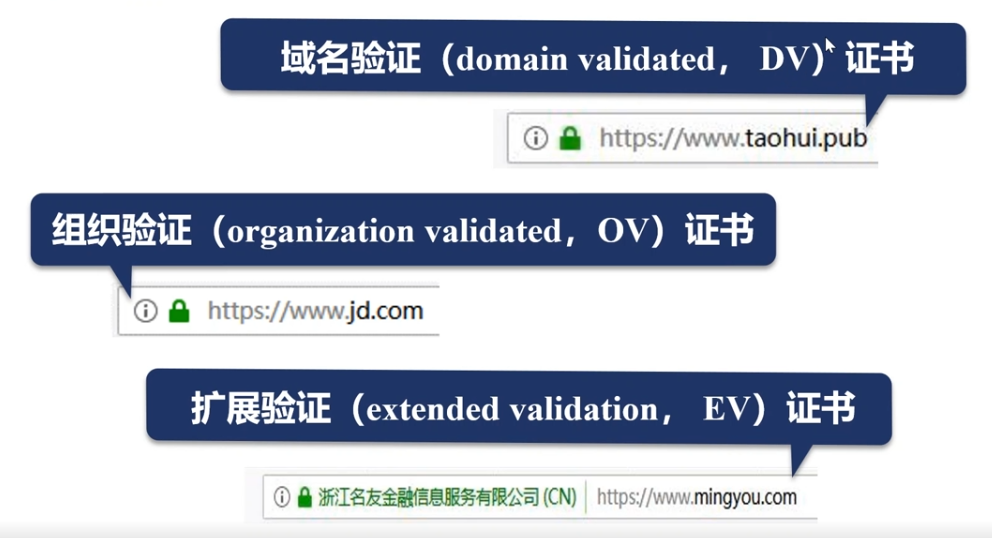 域名验证（domain validated， DV）证书
https://www.taohui.pub
组织验证（organization validated，OV）证书
https://www.jd.com
扩展验证（extended validation， EV）证书
浙江名友金融信息服务有限公司 (CN) https://www.mingyou.com